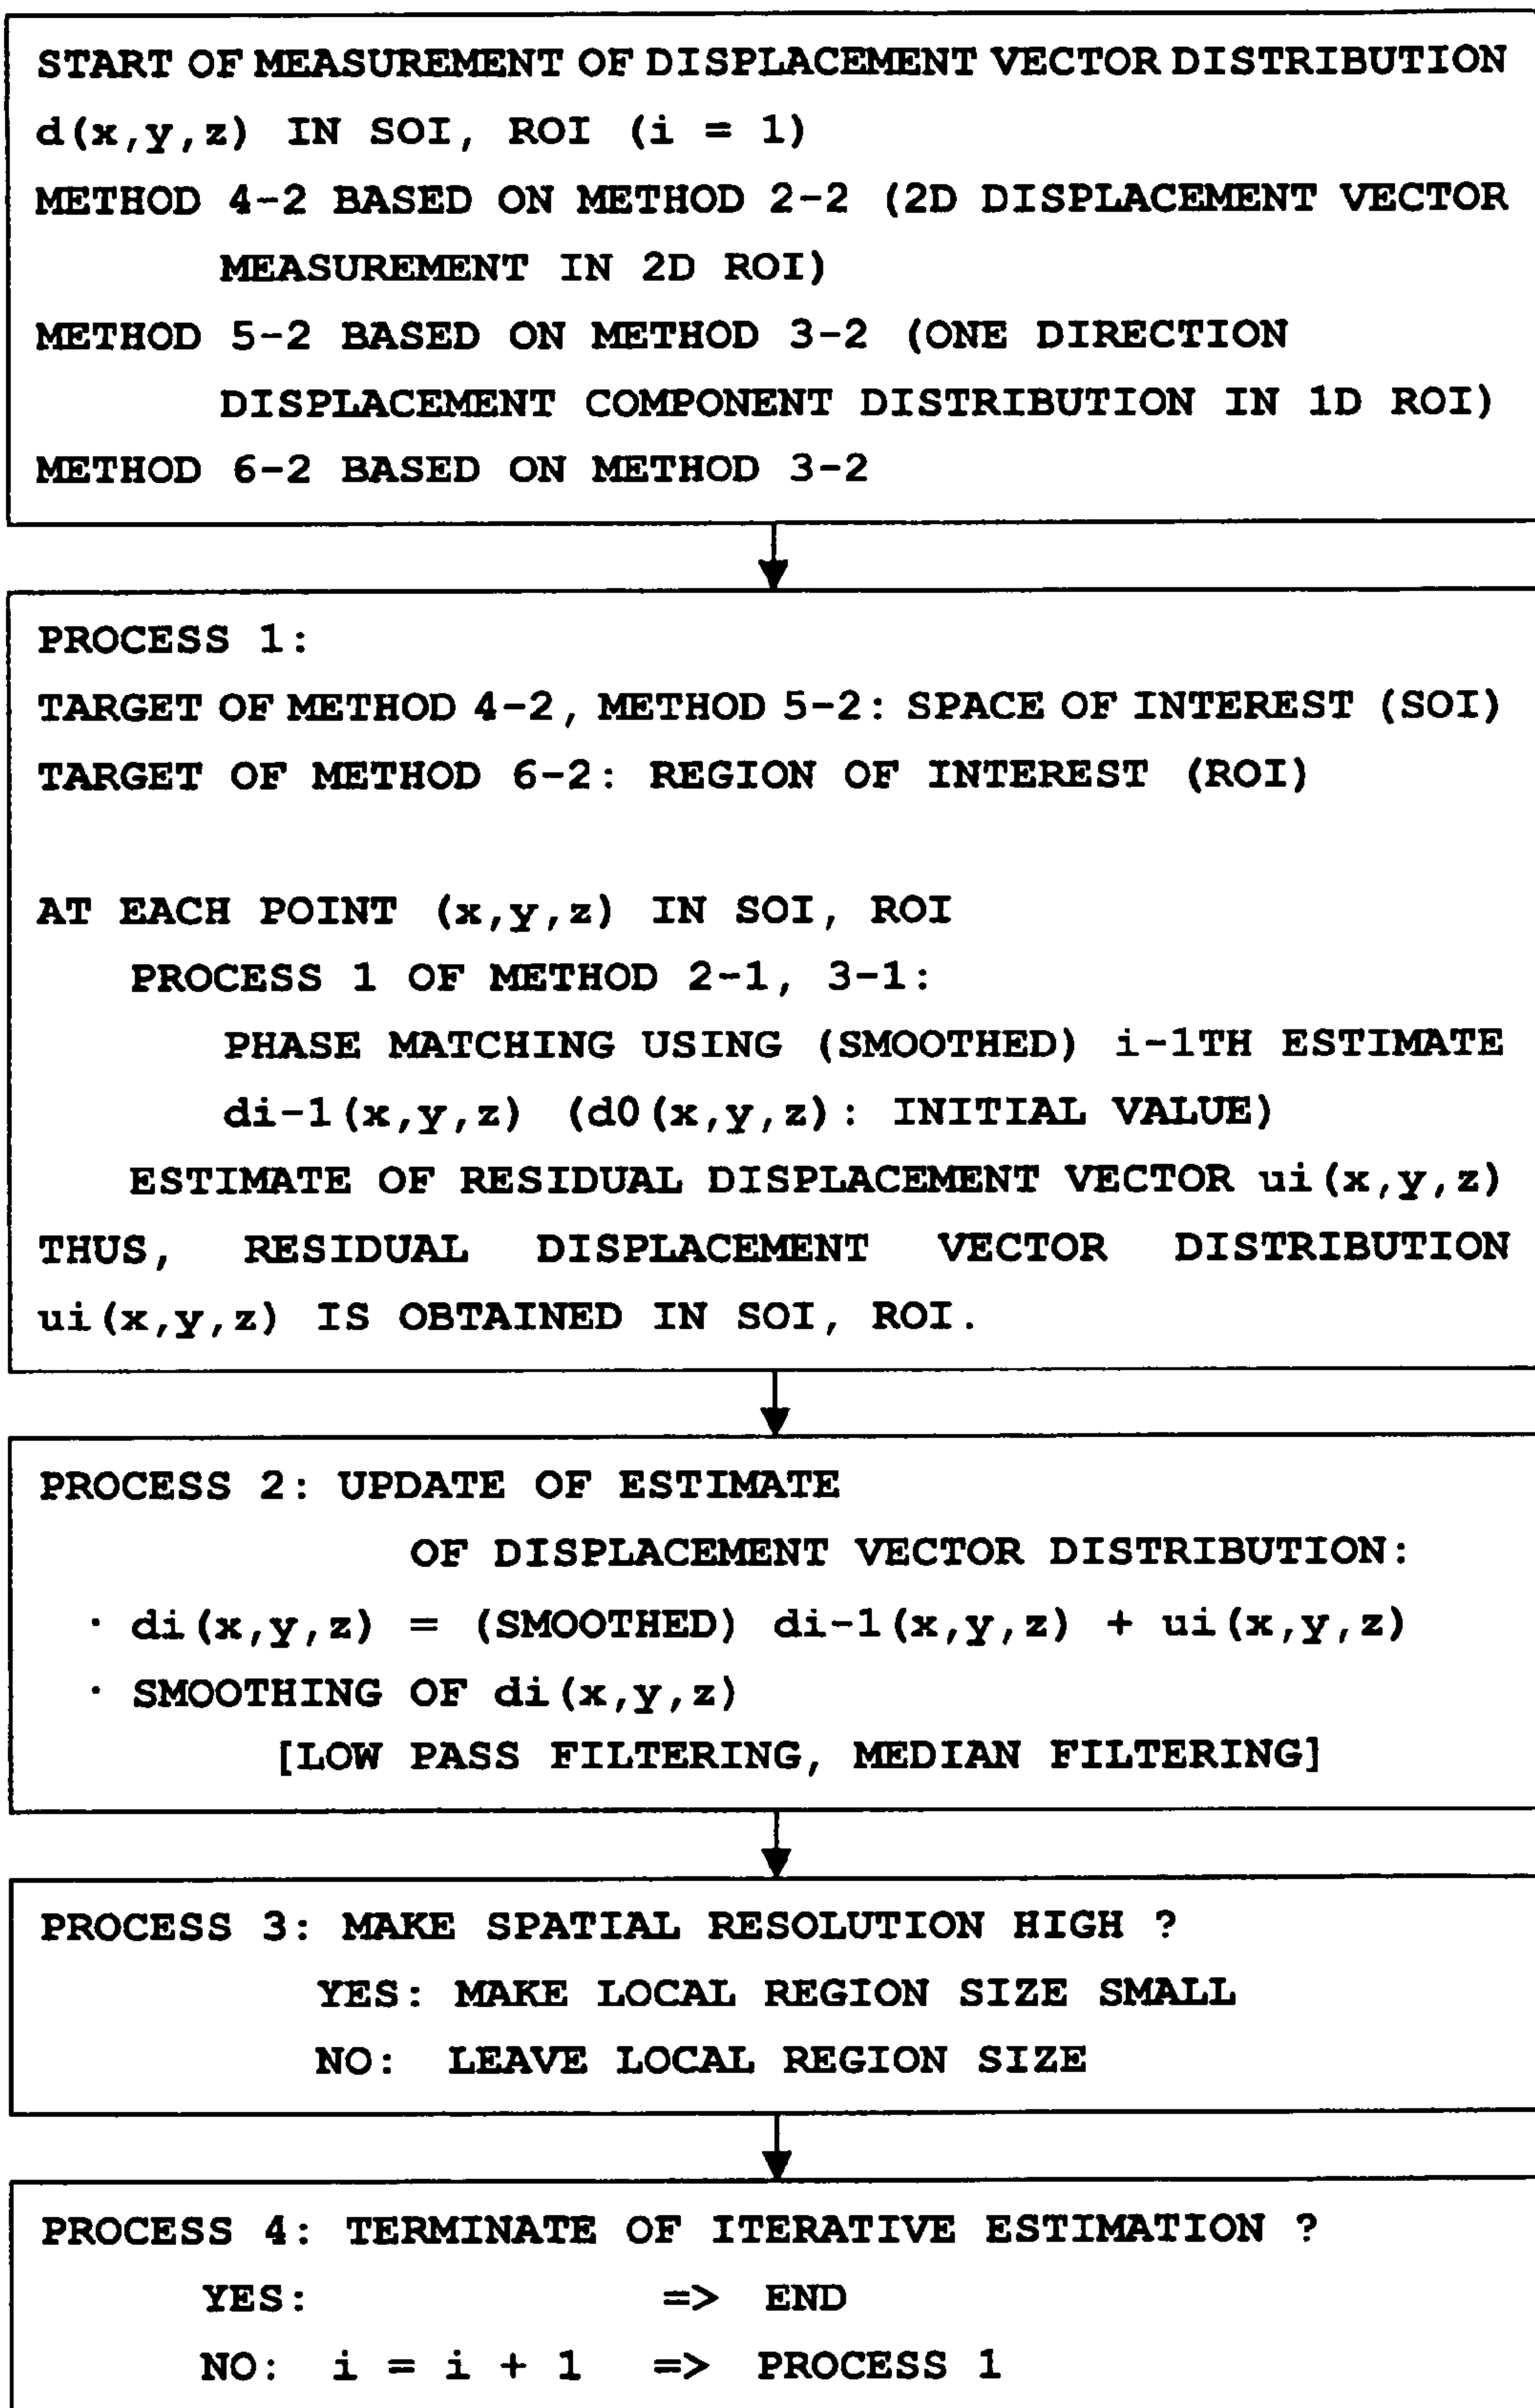 START OF MEASUREMENT OF DISPLACEMENT VECTOR DISTRIBUTION
d(x,y,z) IN SOI, ROI (i = 1)
METHOD 4-2 BASED ON METHOD 2-2 (2D DISPLACEMENT VECTOR
MEASUREMENT IN 2D ROI)
METHOD 5-2 BASED ON METHOD 3-2 (ONE DIRECTION
DISPLACEMENT COMPONENT DISTRIBUTION IN 1D ROI)
METHOD 6-2 BASED ON METHOD 3-2
PROCESS 1:
TARGET OF METHOD 4-2, METHOD 5-2: SPACE OF INTEREST (SOI)
TARGET OF METHOD 6-2: REGION OF INTEREST (ROI)
AT EACH POINT (x,y,z) IN SOI, ROI
PROCESS 1 OF METHOD 2-1, 3-1:
PHASE MATCHING USING (SMOOTHED) i-1TH ESTIMATE
di-1(x,y,z) (d0(x,y,z): INITIAL VALUE)
ESTIMATE OF RESIDUAL DISPLACEMENT VECTOR ui(x,y,z)
THUS, RESIDUAL DISPLACEMENT VECTOR DISTRIBUTION
ui(x,y,z) IS OBTAINED IN SOI, ROI.
PROCESS 2: UPDATE OF ESTIMATE
OF DISPLACEMENT VECTOR DISTRIBUTION:
· di(x,y,z) = (SMOOTHED) di-1(x,y,z) + ui(x,y,z)
· SMOOTHING OF di(x,y,z)
[LOW PASS FILTERING, MEDIAN FILTERING]
PROCESS 3: MAKE SPATIAL RESOLUTION HIGH ?
YES: MAKE LOCAL REGION SIZE SMALL
NO: LEAVE LOCAL REGION SIZE
PROCESS 4: TERMINATE OF ITERATIVE ESTIMATION ?
YES: => END
NO: i = i + 1 => PROCESS 1